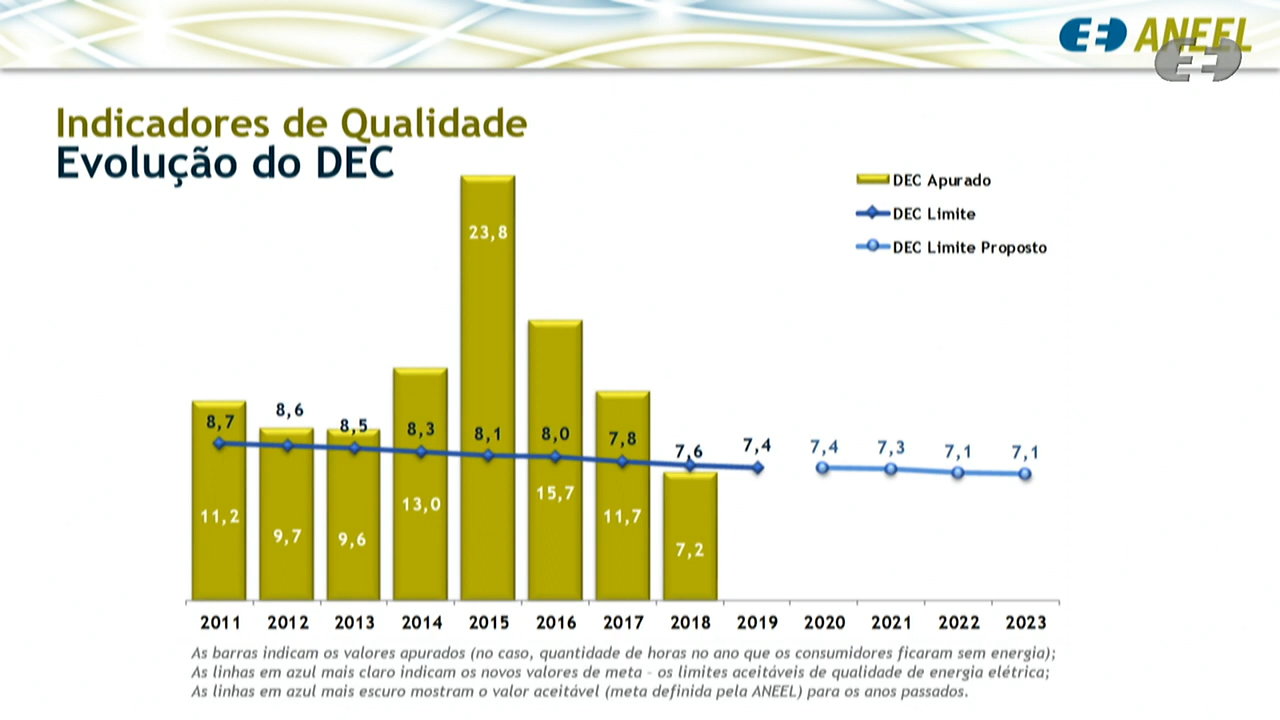 ANEEL
Indicadores de Qualidade
Evolução do DEC
DEC Apurado
DEC Limite
DEC Limite Proposto
23,8
8,7
8,6
8,5
8,3
8,1
8,0
7,8
7,6
7,4
7,4
7,3
7,1
7,1
11,2
9,7
9,6
13,0
15,7
11,7
7,2
2011 2012 2013 2014 2015 2016 2017 2018 2019 2020 2021 2022 2023
As barras indicam os valores apurados (no caso, quantidade de horas no ano que os consumidores ficaram sem energia);
As linhas em azul mais claro indicam os novos valores de meta - os limites aceitáveis de qualidade de energia elétrica;
As linhas em azul mais escuro mostram o valor aceitável (meta definida pela ANEEL) para os anos passados.